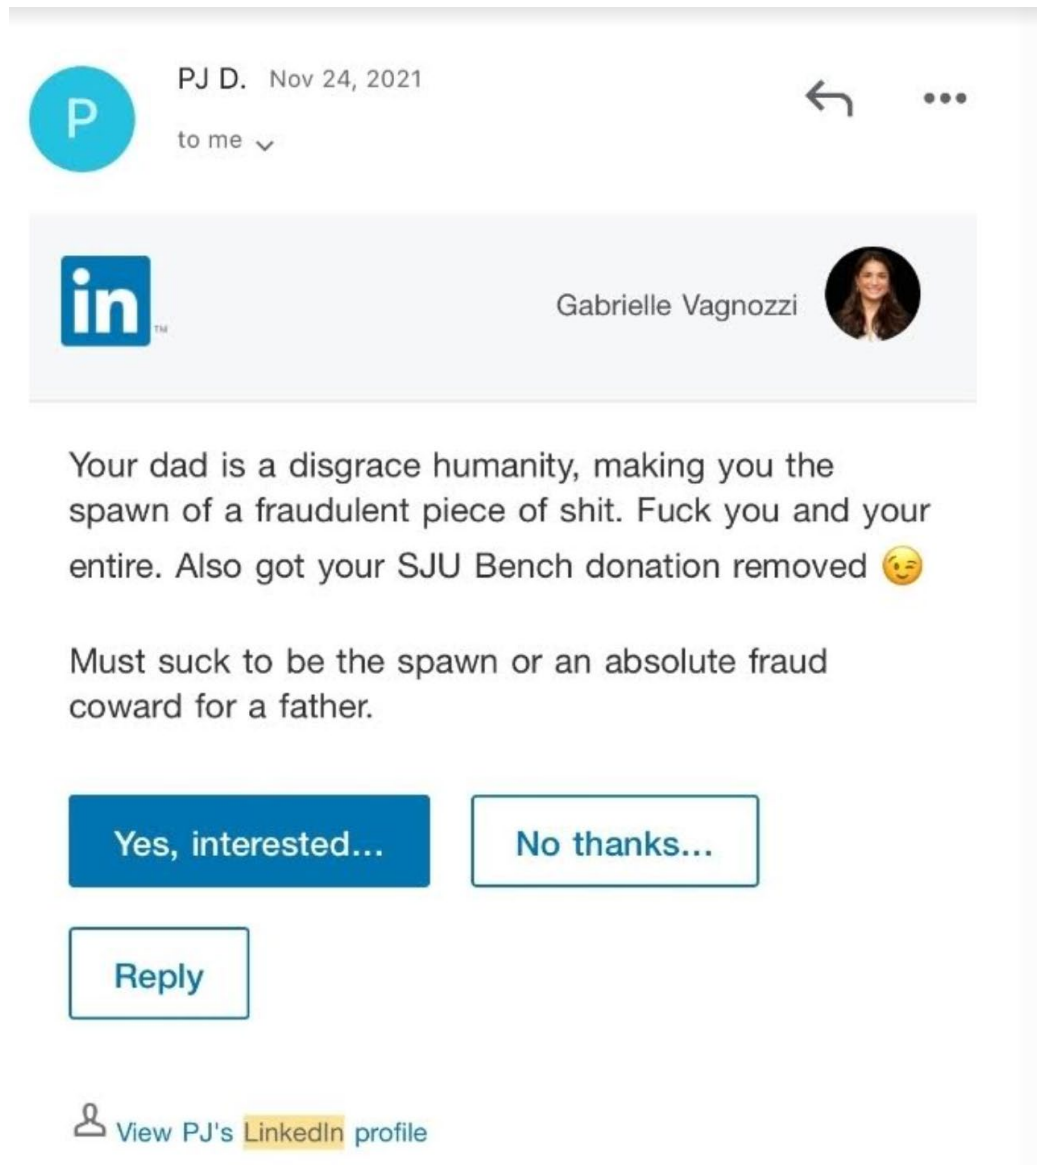 PJ D. Nov 24, 2021
P
to me
in TM
Gabrielle Vagnozzi
Your dad is a disgrace humanity, making you the
spawn of a fraudulent piece of shit. Fuck you and your
entire. Also got your SJU Bench donation removed 😉
Must suck to be the spawn or an absolute fraud
coward for a father.
Yes, interested...
No thanks...
Reply
View PJ's LinkedIn profile